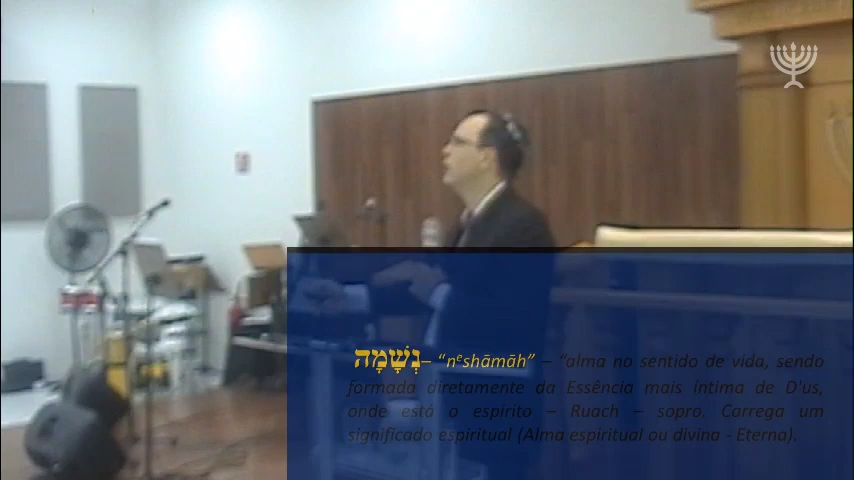 נְשָׁמָה– “nᵉshāmāh” – “alma no sentido de vida, sendo
formada diretamente da Essência mais íntima de D'us,
onde está o espírito – Ruach – sopro. Carrega um
significado espiritual (Alma espiritual ou divina - Eterna).